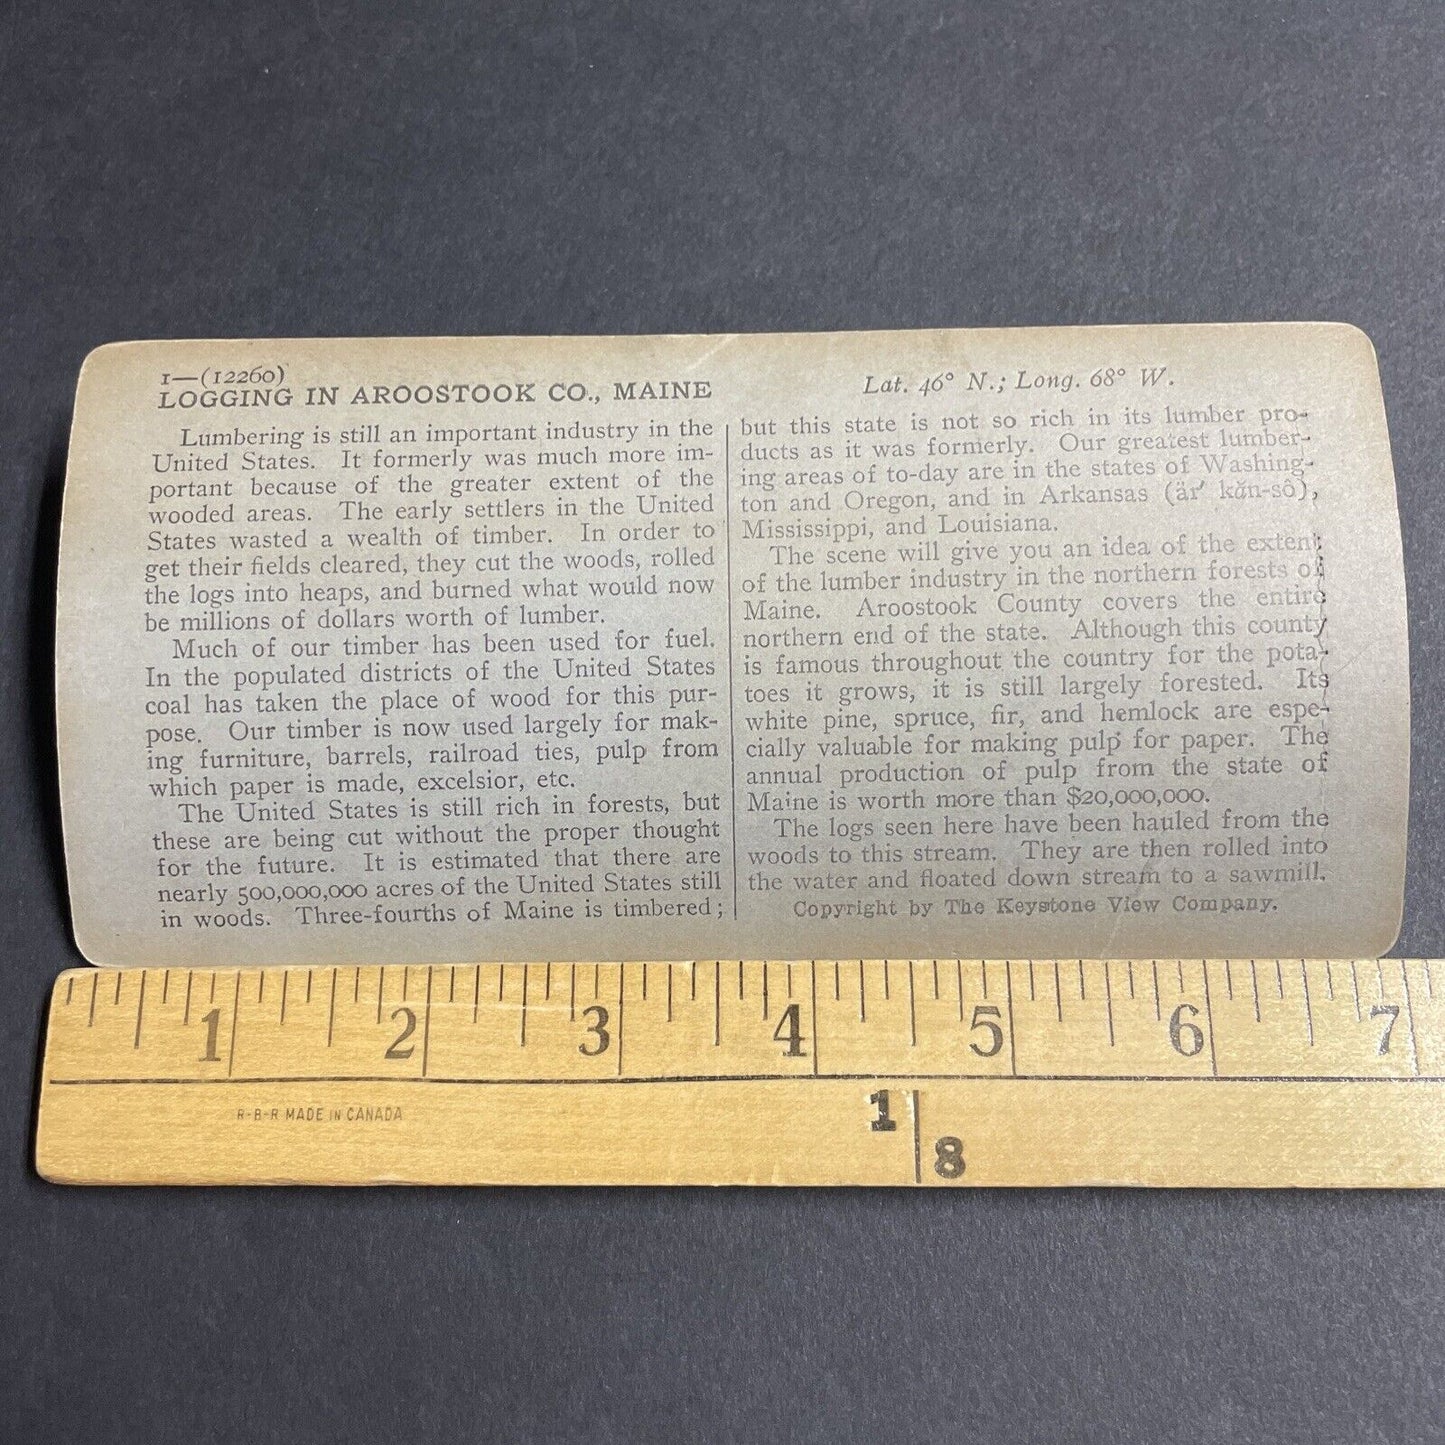 1—(12260)
LOGGING IN AROOSTOOK CO., MAINE
Lat. 46° N.; Long. 68° W.
Lumbering is still an important industry in the
United States. It formerly was much more im-
portant because of the greater extent of the
wooded areas. The early settlers in the United
States wasted a wealth of timber. In order to
get their fields cleared, they cut the woods, rolled
the logs into heaps, and burned what would now
be millions of dollars worth of lumber.
Much of our timber has been used for fuel.
In the populated districts of the United States
coal has taken the place of wood for this pur-
pose. Our timber is now used largely for mak-
ing furniture, barrels, railroad ties, pulp from
which paper is made, excelsior, etc.
The United States is still rich in forests, but
these are being cut without the proper thought
for the future. It is estimated that there are
nearly 500,000,000 acres of the United States still
in woods. Three-fourths of Maine is timbered;
but this state is not so rich in its lumber pro-
ducts as it was formerly. Our greatest lumber-
ing areas of to-day are in the states of Washing-
ton and Oregon, and in Arkansas (är′ kăn-sô),
Mississippi, and Louisiana.
The scene will give you an idea of the extent
of the lumber industry in the northern forests of
Maine. Aroostook County covers the entire
northern end of the state. Although this county
is famous throughout the country for the pota-
toes it grows, it is still largely forested. Its
white pine, spruce, fir, and hemlock are espe-
cially valuable for making pulp for paper. The
annual production of pulp from the state of
Maine is worth more than $20,000,000.
The logs seen here have been hauled from the
woods to this stream. They are then rolled into
the water and floated down stream to a sawmill.
Copyright by The Keystone View Company.
1 2 3 4 5 6 7
R-B-R MADE IN CANADA
1
8